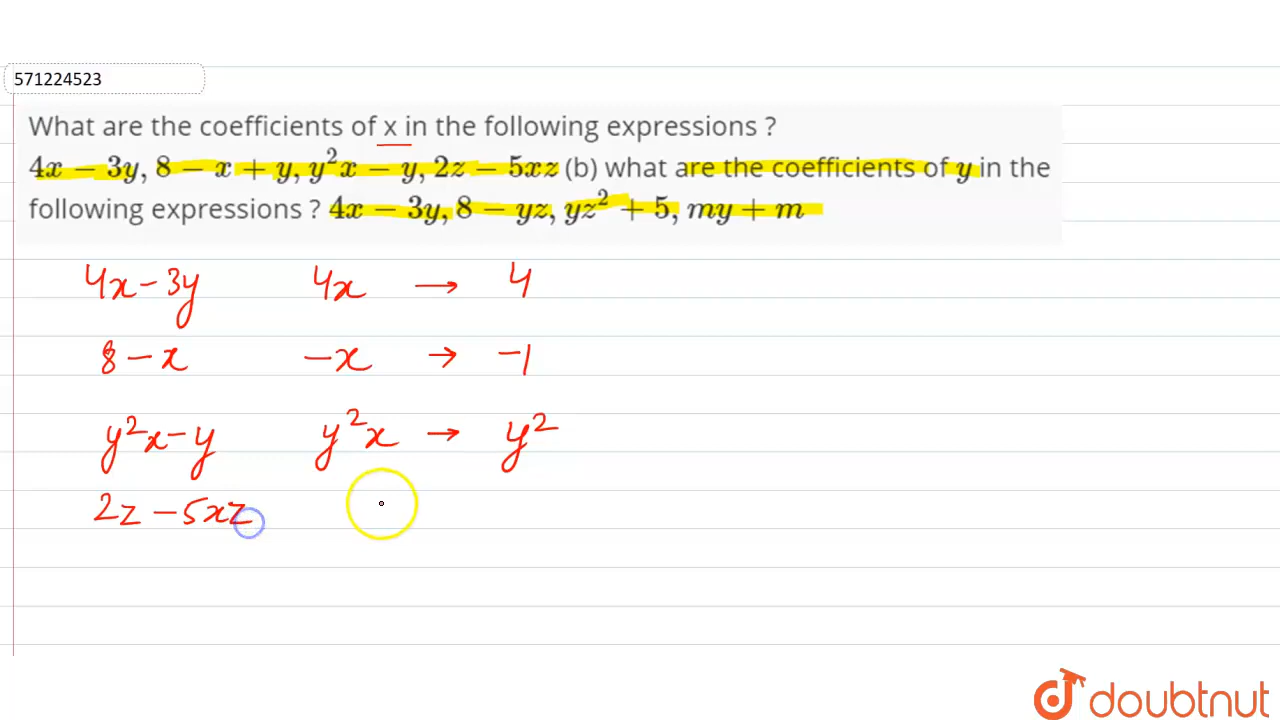 571224523
What are the coefficients of x in the following expressions ?
4x − 3y, 8 − x + y, y²x − y, 2z − 5xz (b) what are the coefficients of y in the
following expressions ? 4x − 3y, 8 − yz, yz² + 5, my + m
4x − 3y 4x → 4
8 − x −x → −1
y²x − y y²x → y²
2z − 5xz
doubtnut